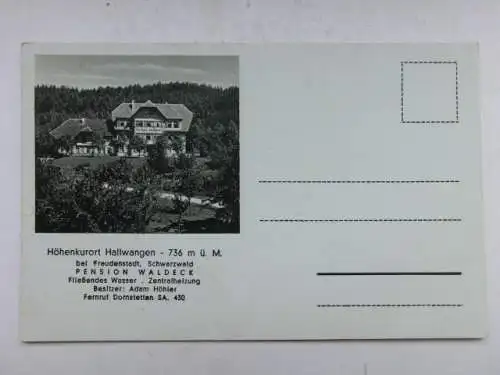 Höhenkurort Hallwangen - 736 m ü. M.
bei Freudenstadt, Schwarzwald
PENSION WALDECK
Fließendes Wasser . Zentralheizung
Besitzer: Adam Höhler
Fernruf Dornstetten SA. 430